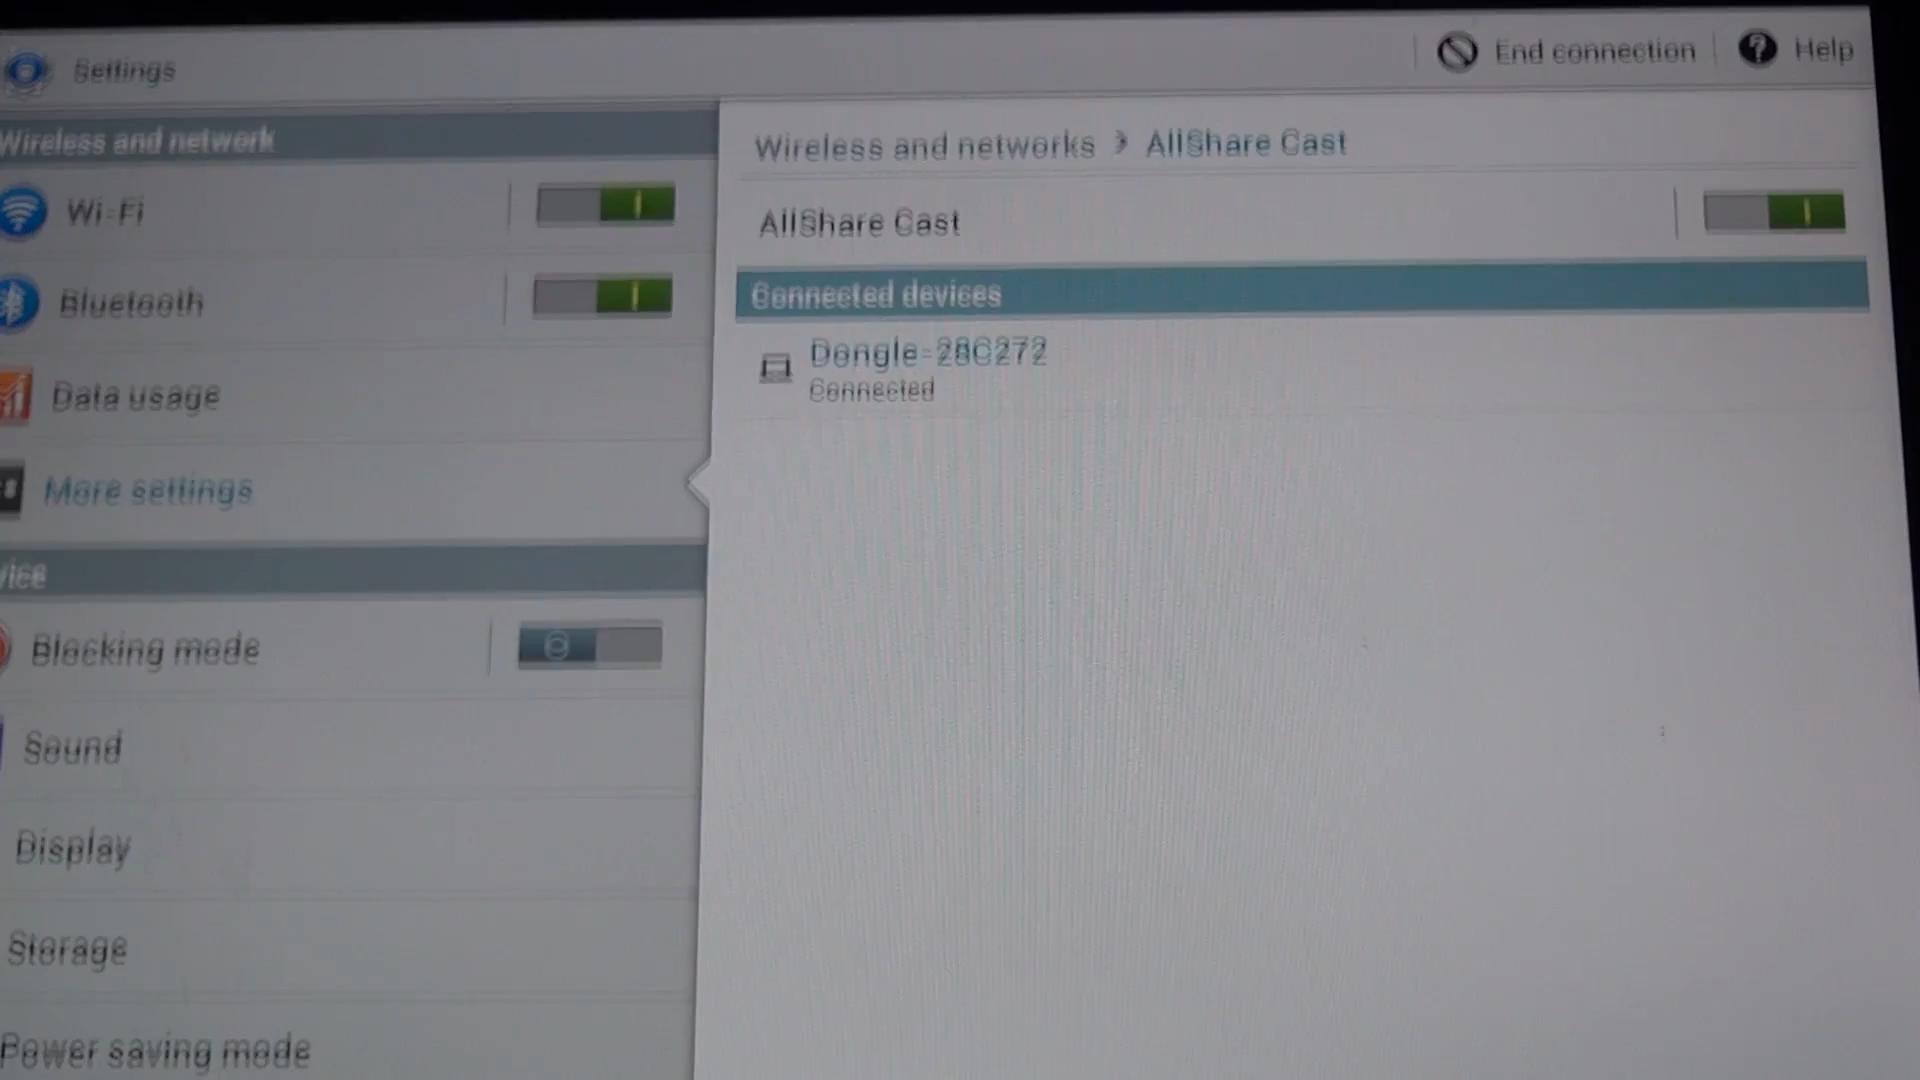 Settings
End connection
Help
Wireless and network
Wi-Fi
Bluetooth
Data usage
More settings
vice
Blocking mode
Sound
Display
Storage
Power saving mode
Wireless and networks > AllShare Cast
AllShare Cast
Connected devices
Dongle-28C272
Connected